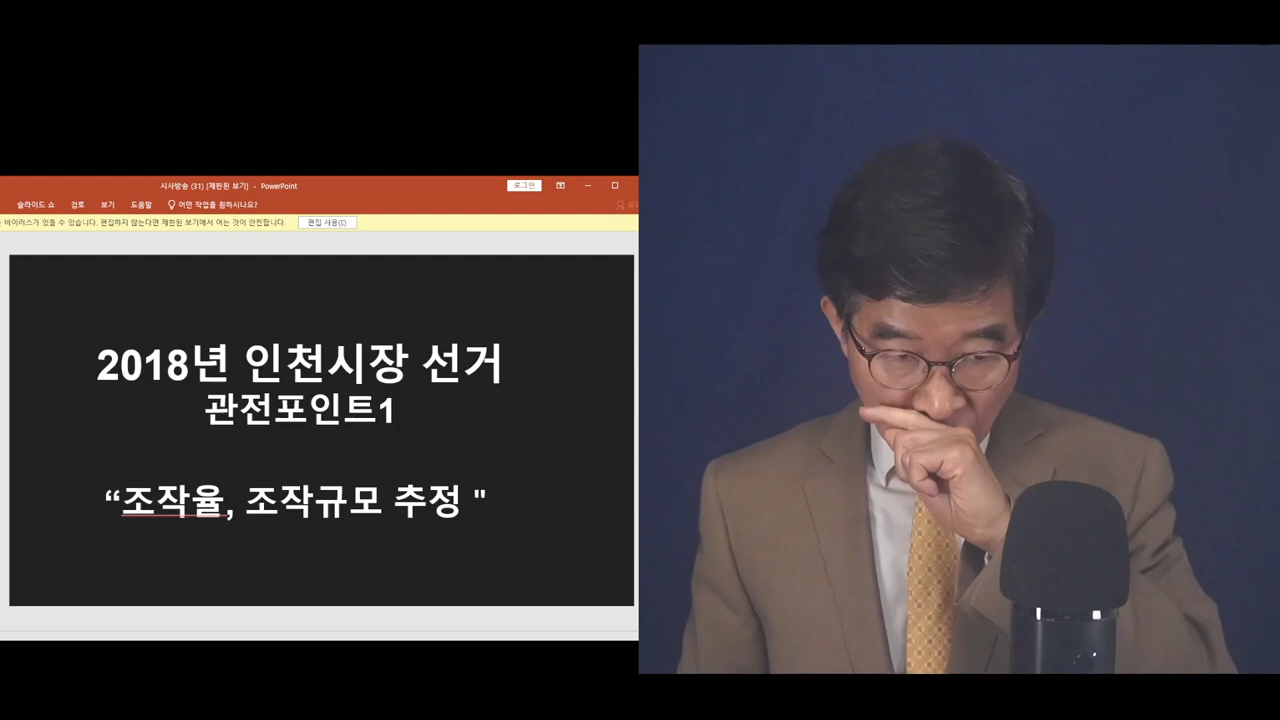 시사방송 (31) [제한된 보기] - PowerPoint
로그인
슬라이드 쇼 검토 보기 도움말 어떤 작업을 원하시나요?
바이러스가 있을 수 있습니다. 편집하지 않는다면 제한된 보기에서 여는 것이 안전합니다. 편집 사용(E)
2018년 인천시장 선거
관전포인트1
“조작율, 조작규모 추정 "